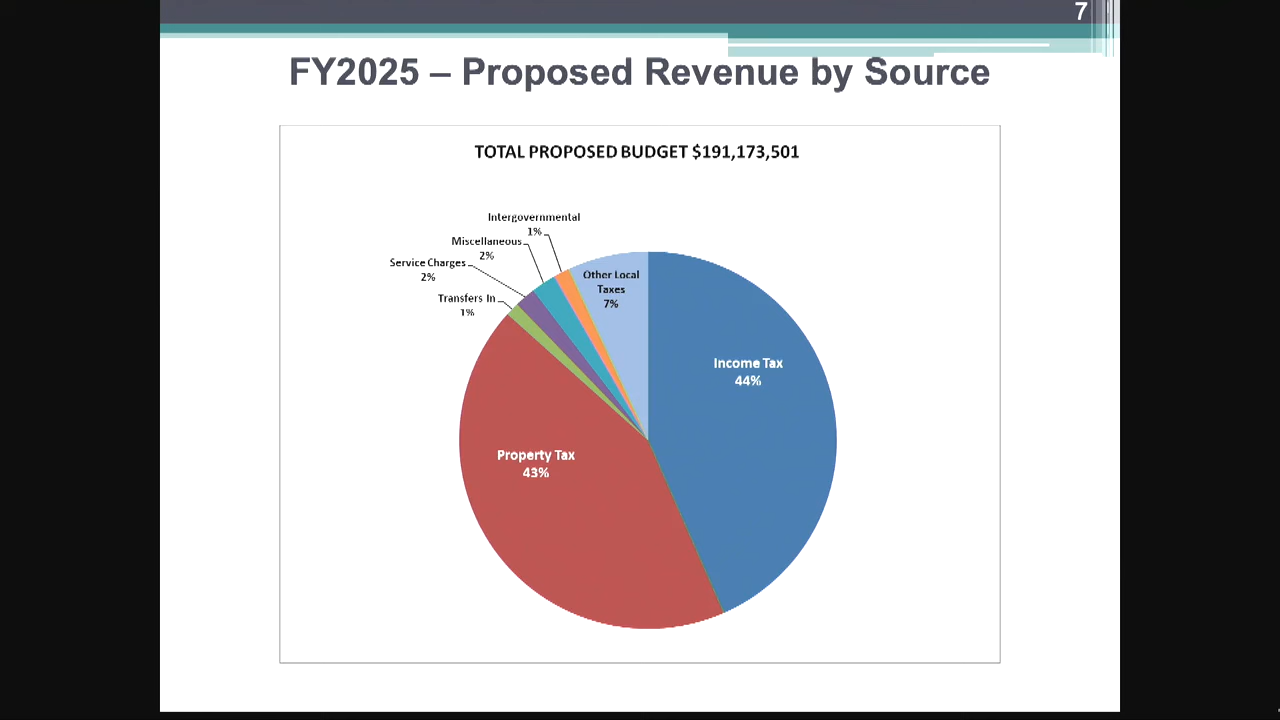 7
FY2025 – Proposed Revenue by Source
TOTAL PROPOSED BUDGET $191,173,501
Intergovernmental
1%
Miscellaneous
2%
Service Charges
2%
Transfers In
1%
Other Local
Taxes
7%
Income Tax
44%
Property Tax
43%